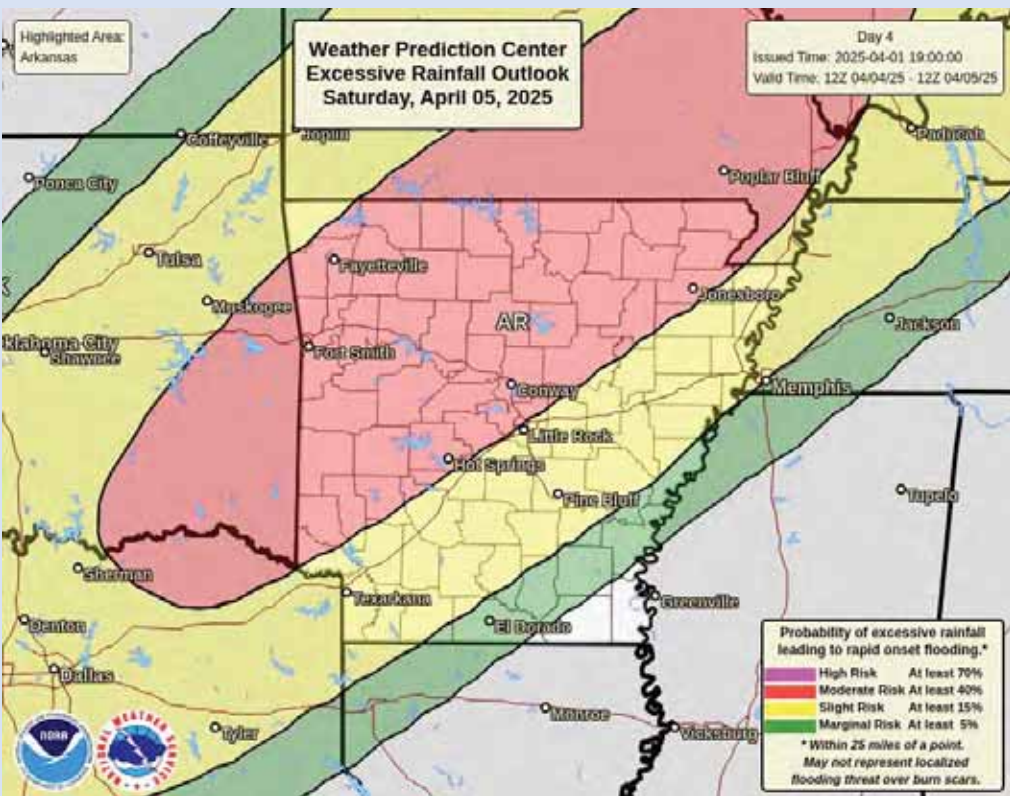 Highlighted Area:
Arkansas
Weather Prediction Center
Excessive Rainfall Outlook
Saturday, April 05, 2025
Day 4
Issued Time: 2025-04-01 19:00:00
Valid Time: 12Z 04/04/25 - 12Z 04/05/25
Coffeyville
Joplin
Paducah
Ponca City
Poplar Bluff
Tulsa
Fayetteville
Muskogee
Jonesboro
AR
Jackson
klahoma City
Shawnee
Fort Smith
Conway
Memphis
Little Rock
Hot Springs
Pine Bluff
Tupelo
Sherman
Texarkana
Greenville
Denton
El Dorado
Dallas
Monroe
Tyler
Vicksburg
Probability of excessive rainfall
leading to rapid onset flooding.*
High Risk At least 70%
Moderate Risk At least 40%
Slight Risk At least 15%
Marginal Risk At least 5%
* Within 25 miles of a point.
May not represent localized
flooding threat over burn scars.
NOAA
NATIONAL WEATHER SERVICE